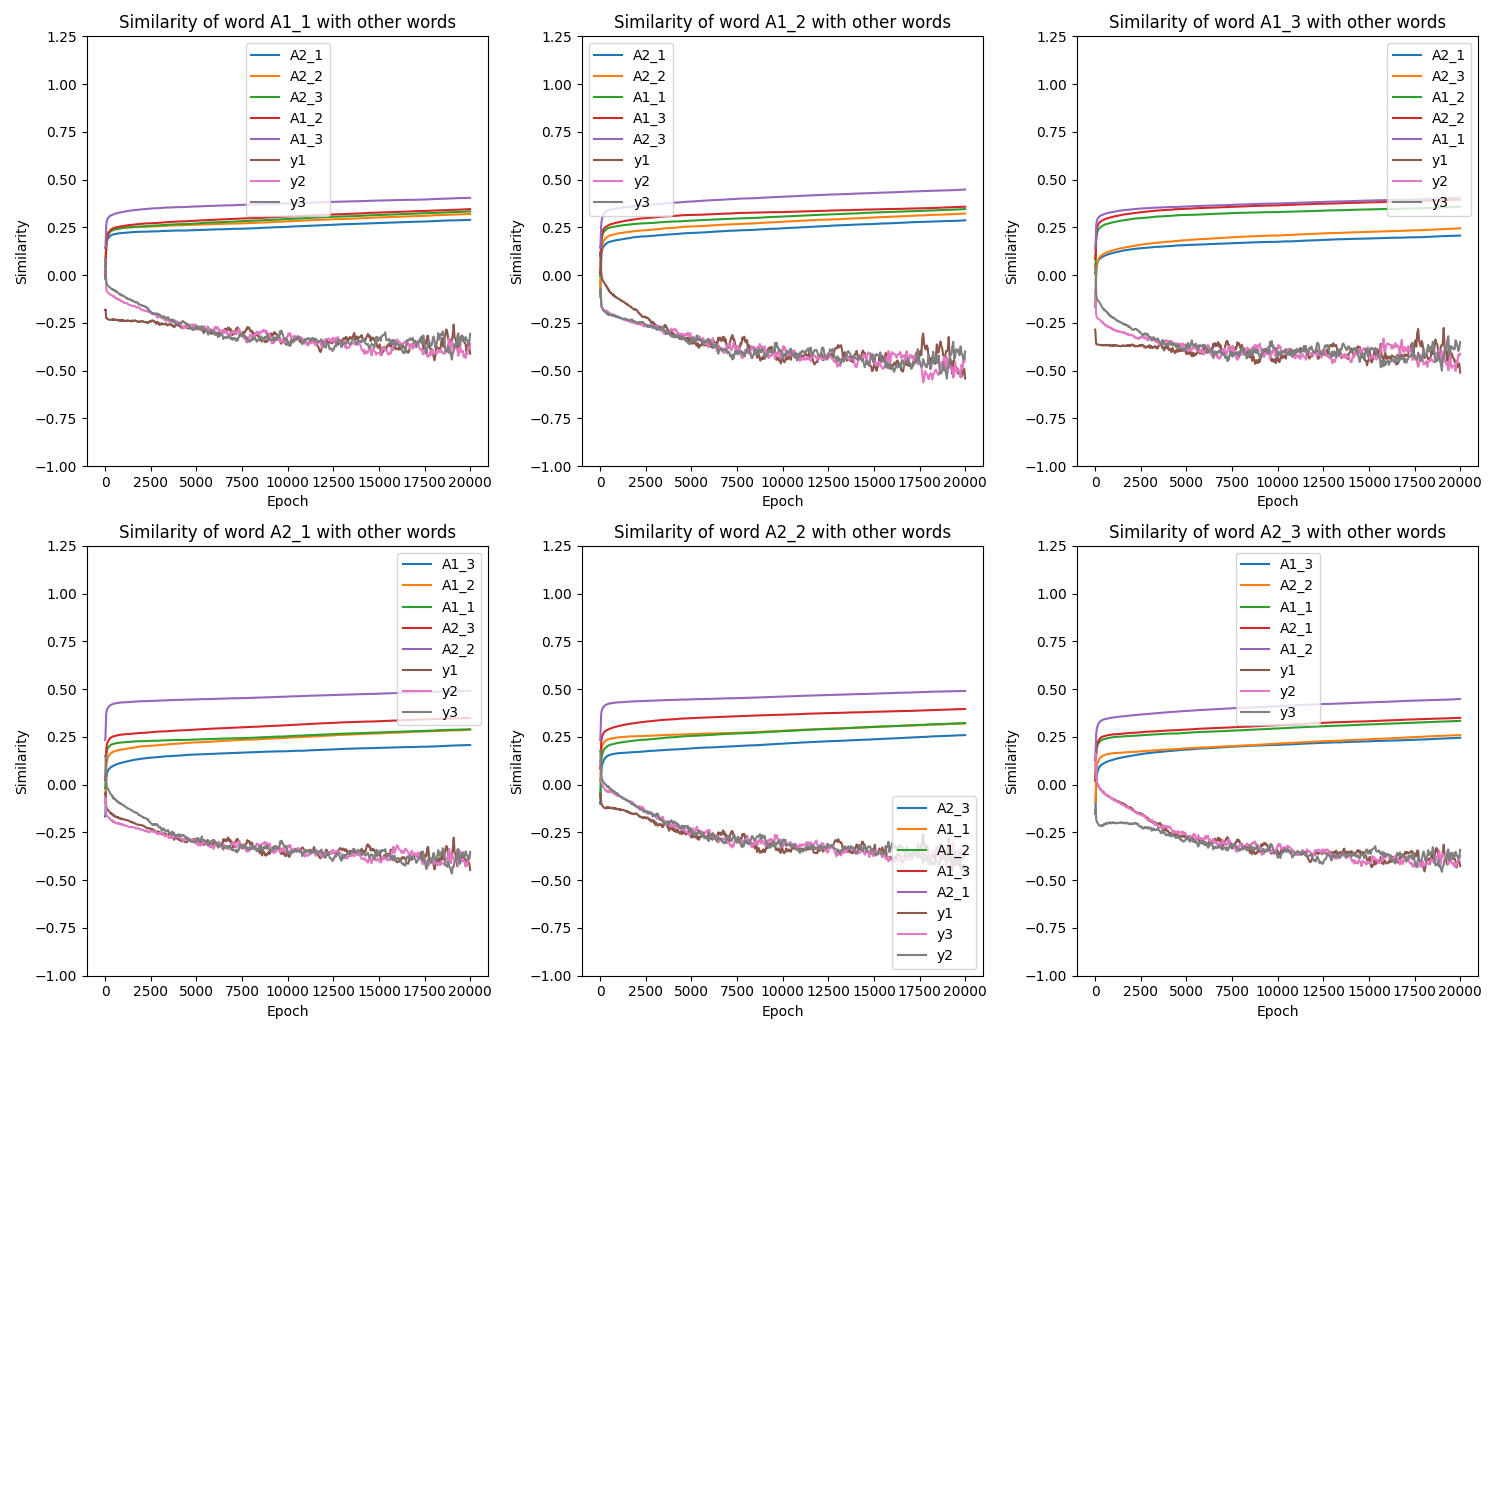 Similarity of word A1_1 with other words
1.25
1.00
0.75
0.50
0.25
0.00
−0.25
−0.50
−0.75
−1.00
Similarity
A2_1
A2_2
A2_3
A1_2
A1_3
y1
y2
y3
0 2500 5000 7500 10000 12500 15000 17500 20000
Epoch
Similarity of word A1_2 with other words
1.25
1.00
0.75
0.50
0.25
0.00
−0.25
−0.50
−0.75
−1.00
Similarity
A2_1
A2_2
A1_1
A1_3
A2_3
y1
y2
y3
0 2500 5000 7500 10000 12500 15000 17500 20000
Epoch
Similarity of word A1_3 with other words
1.25
1.00
0.75
0.50
0.25
0.00
−0.25
−0.50
−0.75
−1.00
Similarity
A2_1
A2_3
A1_2
A2_2
A1_1
y1
y2
y3
0 2500 5000 7500 10000 12500 15000 17500 20000
Epoch
Similarity of word A2_1 with other words
1.25
1.00
0.75
0.50
0.25
0.00
−0.25
−0.50
−0.75
−1.00
Similarity
A1_3
A1_2
A1_1
A2_3
A2_2
y1
y2
y3
0 2500 5000 7500 10000 12500 15000 17500 20000
Epoch
Similarity of word A2_2 with other words
1.25
1.00
0.75
0.50
0.25
0.00
−0.25
−0.50
−0.75
−1.00
Similarity
A2_3
A1_1
A1_2
A1_3
A2_1
y1
y3
y2
0 2500 5000 7500 10000 12500 15000 17500 20000
Epoch
Similarity of word A2_3 with other words
1.25
1.00
0.75
0.50
0.25
0.00
−0.25
−0.50
−0.75
−1.00
Similarity
A1_3
A2_2
A1_1
A2_1
A1_2
y1
y2
y3
0 2500 5000 7500 10000 12500 15000 17500 20000
Epoch